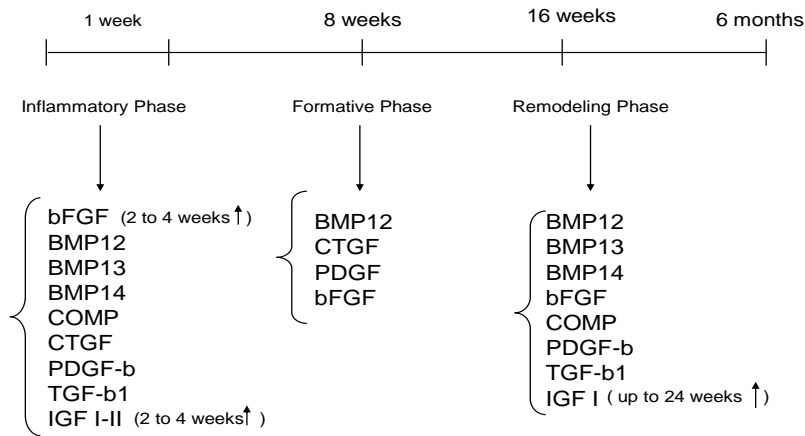 1 week 8 weeks 16 weeks 6 months
Inflammatory Phase Formative Phase Remodeling Phase
bFGF (2 to 4 weeks↑)
BMP12
BMP13
BMP14
COMP
CTGF
PDGF-b
TGF-b1
IGF I-II (2 to 4 weeks↑)
BMP12
CTGF
PDGF
bFGF
BMP12
BMP13
BMP14
bFGF
COMP
PDGF-b
TGF-b1
IGF I (up to 24 weeks ↑)